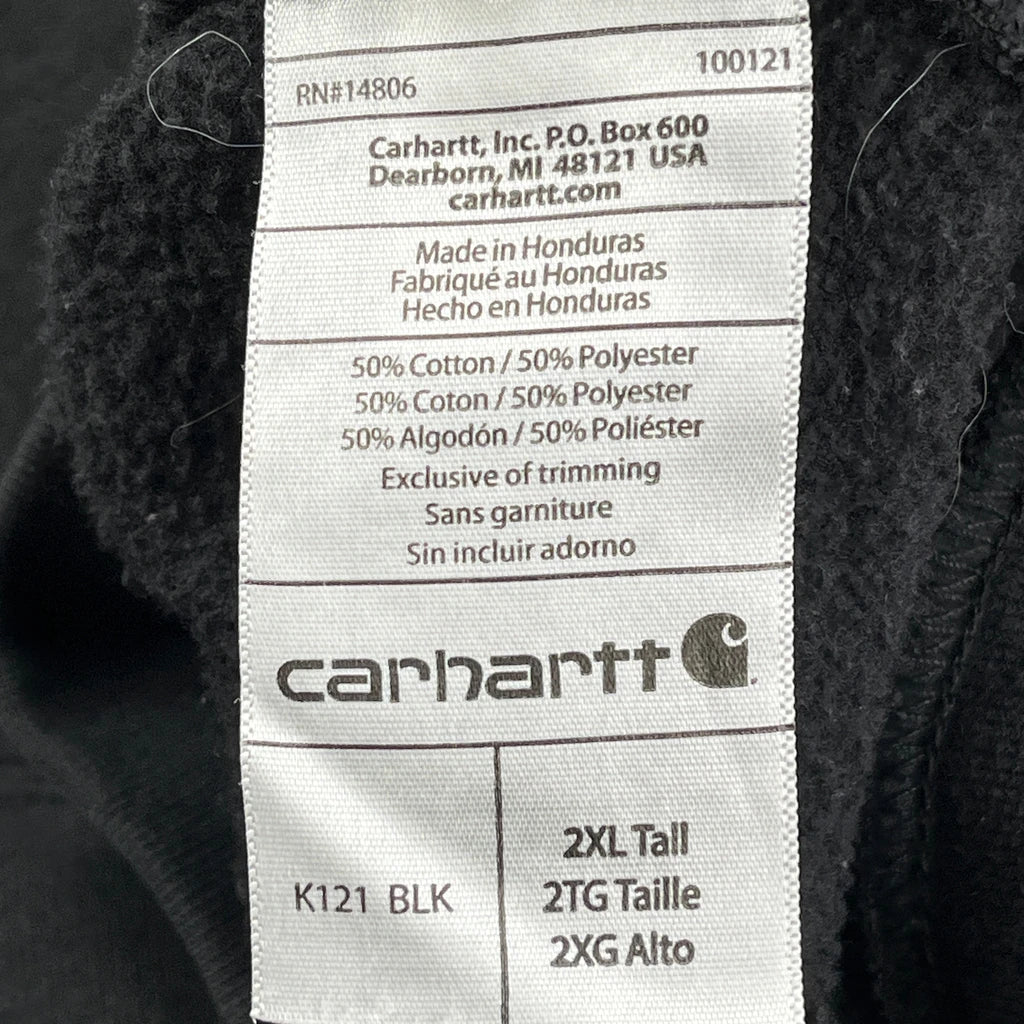 RN#14806 100121
Carhartt, Inc. P.O. Box 600
Dearborn, MI 48121 USA
carhartt.com
Made in Honduras
Fabriqué au Honduras
Hecho en Honduras
50% Cotton / 50% Polyester
50% Coton / 50% Polyester
50% Algodón / 50% Poliéster
Exclusive of trimming
Sans garniture
Sin incluir adorno
carhartt
K121 BLK
2XL Tall
2TG Taille
2XG Alto